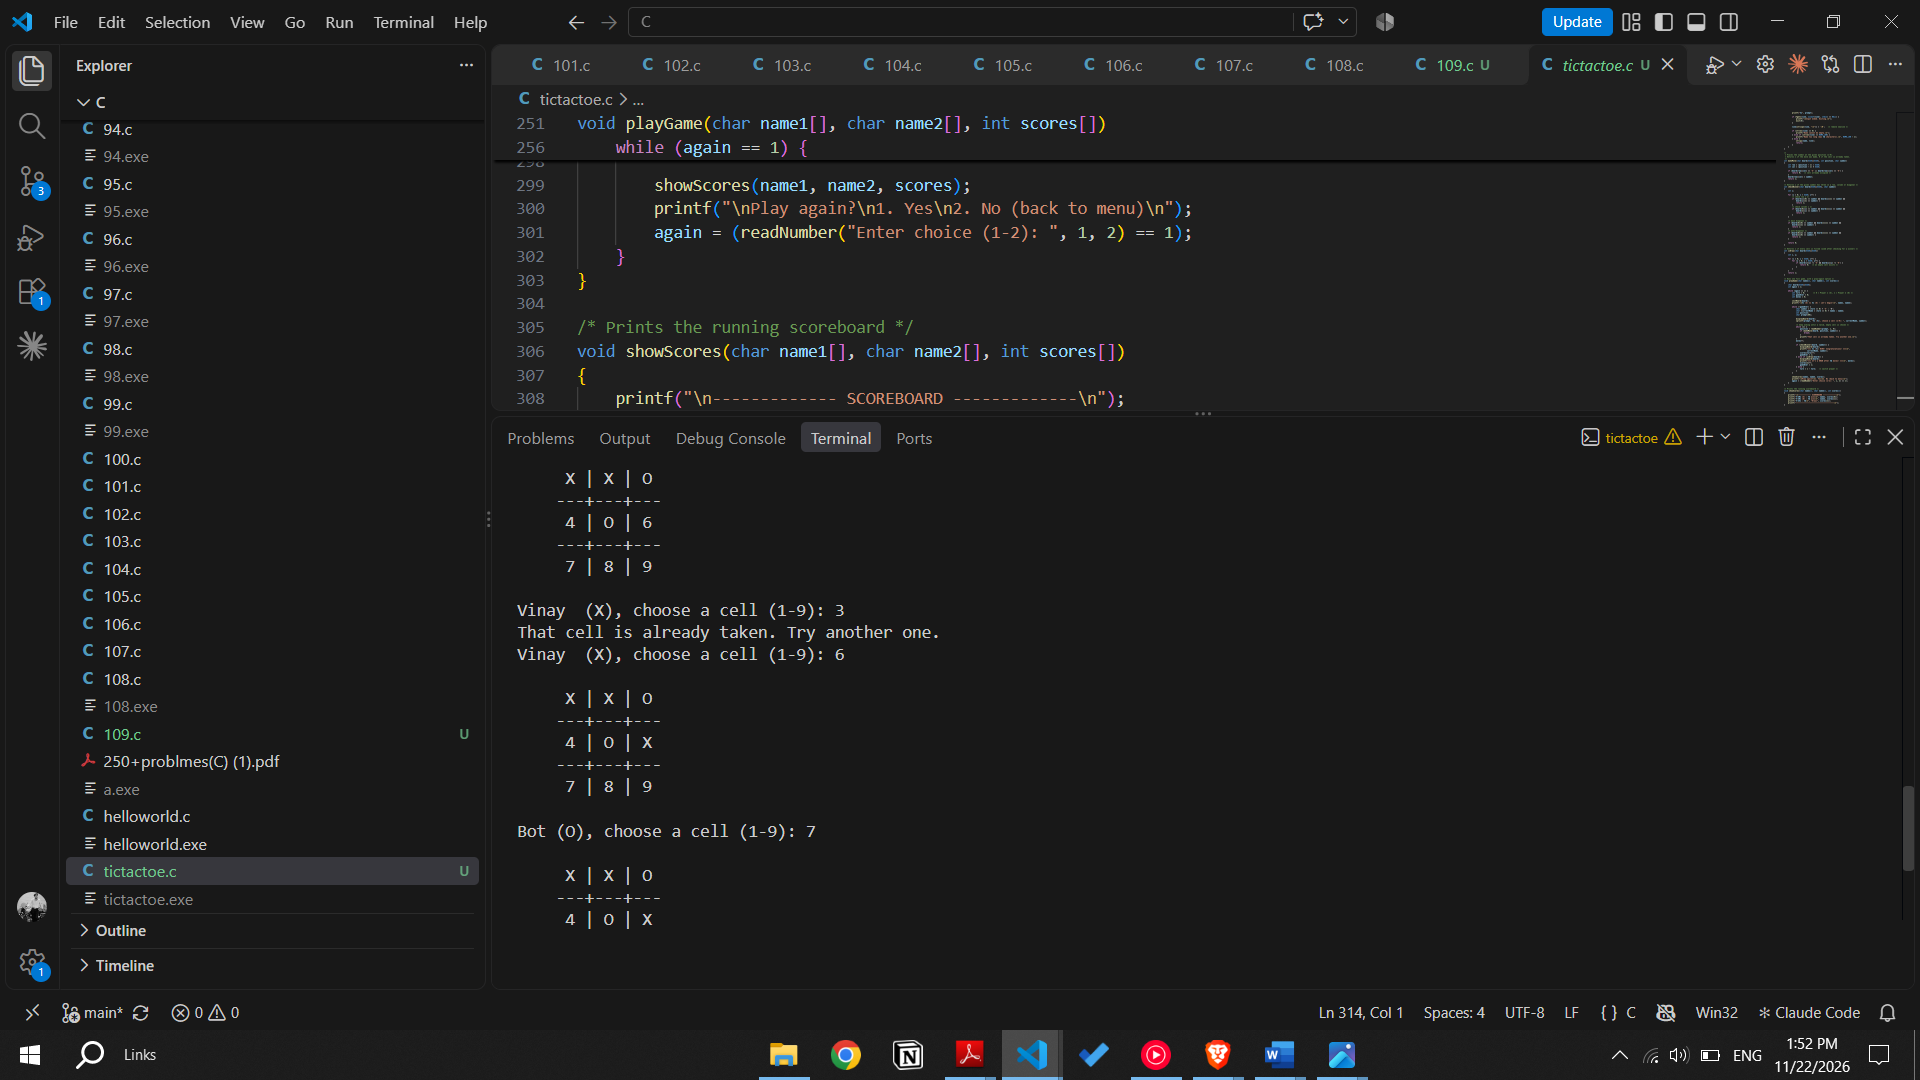 File Edit Selection View Go Run Terminal Help
C
Update
Explorer
C
94.c
94.exe
95.c
95.exe
96.c
96.exe
97.c
97.exe
98.c
98.exe
99.c
99.exe
100.c
101.c
102.c
103.c
104.c
105.c
106.c
107.c
108.c
108.exe
109.c U
250+problmes(C) (1).pdf
a.exe
helloworld.c
helloworld.exe
tictactoe.c U
tictactoe.exe
Outline
Timeline
3
1
1
C 101.c C 102.c C 103.c C 104.c C 105.c C 106.c C 107.c C 108.c C 109.c U C tictactoe.c U
C tictactoe.c > ...
251 void playGame(char name1[], char name2[], int scores[])
256 while (again == 1) {
298
299 showScores(name1, name2, scores);
300 printf("\nPlay again?\n1. Yes\n2. No (back to menu)\n");
301 again = (readNumber("Enter choice (1-2): ", 1, 2) == 1);
302 }
303 }
304
305 /* Prints the running scoreboard */
306 void showScores(char name1[], char name2[], int scores[])
307 {
308 printf("\n------------- SCOREBOARD -------------\n");
Problems Output Debug Console Terminal Ports
tictactoe
X | X | O
---+---+---
4 | O | 6
---+---+---
7 | 8 | 9
Vinay  (X), choose a cell (1-9): 3
That cell is already taken. Try another one.
Vinay  (X), choose a cell (1-9): 6
X | X | O
---+---+---
4 | O | X
---+---+---
7 | 8 | 9
Bot (O), choose a cell (1-9): 7
X | X | O
---+---+---
4 | O | X
main* 0 0
Ln 314, Col 1 Spaces: 4 UTF-8 LF {} C Win32 Claude Code
Links
ENG
1:52 PM
11/22/2026